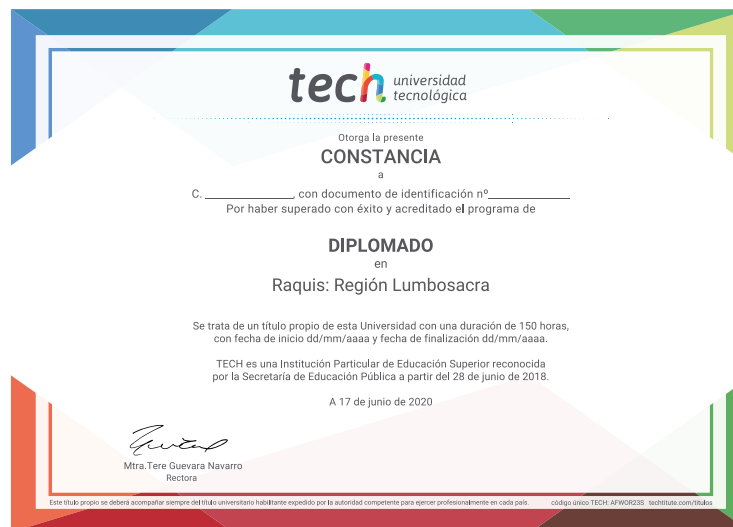 tech universidad
tecnológica
Otorga la presente
CONSTANCIA
a
C. ______________, con documento de identificación nº______________
Por haber superado con éxito y acreditado el programa de
DIPLOMADO
en
Raquis: Región Lumbosacra
Se trata de un título propio de esta Universidad con una duración de 150 horas,
con fecha de inicio dd/mm/aaaa y fecha de finalización dd/mm/aaaa.
TECH es una Institución Particular de Educación Superior reconocida
por la Secretaría de Educación Pública a partir del 28 de junio de 2018.
A 17 de junio de 2020
Mtra.Tere Guevara Navarro
Rectora
Este título propio se deberá acompañar siempre del título universitario habilitante expedido por la autoridad competente para ejercer profesionalmente en cada país. código único TECH: AFWOR23S techtitute.com/titulos